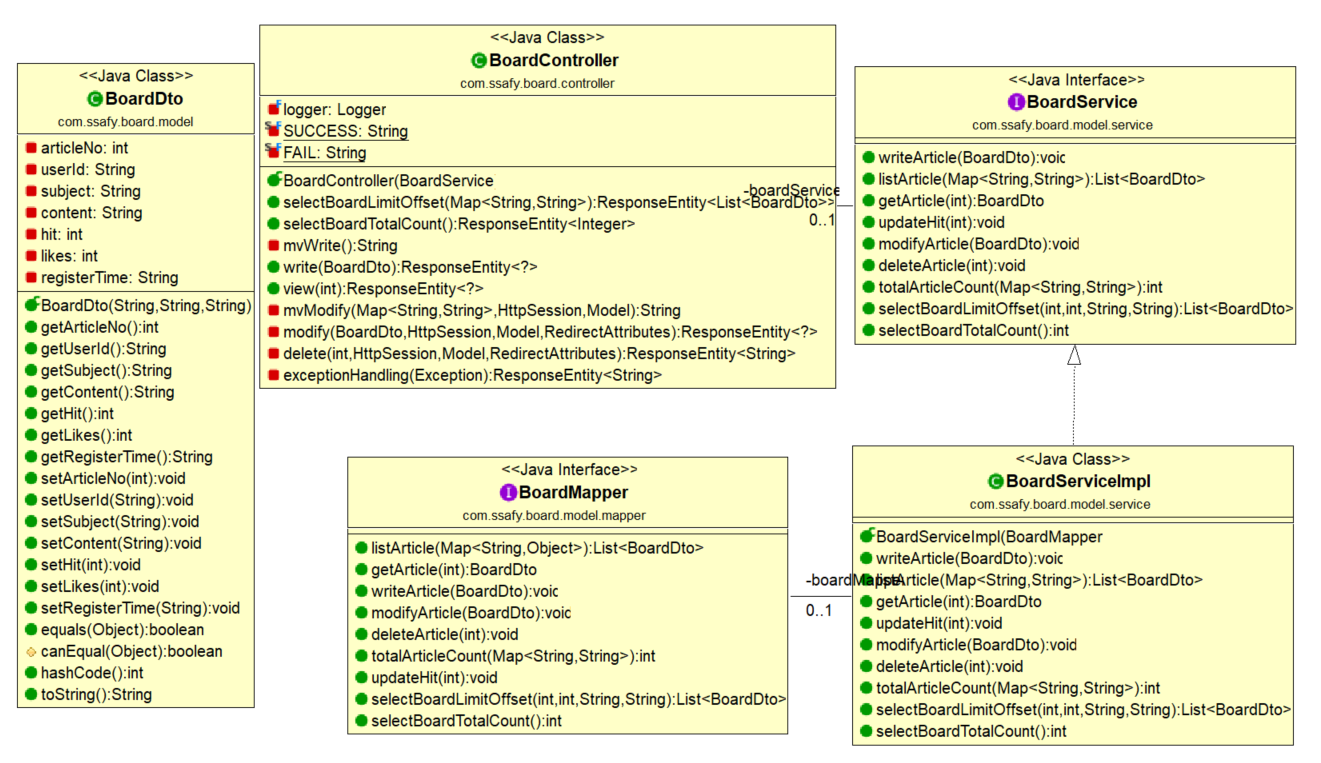 <<Java Class>>
BoardDto
com.ssafy.board.model
articleNo: int
userId: String
subject: String
content: String
hit: int
likes: int
registerTime: String
BoardDto(String,String,String)
getArticleNo():int
getUserId():String
getSubject():String
getContent():String
getHit():int
getLikes():int
getRegisterTime():String
setArticleNo(int):void
setUserId(String):void
setSubject(String):void
setContent(String):void
setHit(int):void
setLikes(int):void
setRegisterTime(String):void
equals(Object):boolean
canEqual(Object):boolean
hashCode():int
toString():String
<<Java Class>>
BoardController
com.ssafy.board.controller
logger: Logger
SUCCESS: String
FAIL: String
BoardController(BoardService
selectBoardLimitOffset(Map<String,String>):ResponseEntity<List<BoardDto>>
selectBoardTotalCount():ResponseEntity<Integer>
mvWrite():String
write(BoardDto):ResponseEntity<?>
view(int):ResponseEntity<?>
mvModify(Map<String,String>,HttpSession,Model):String
modify(BoardDto,HttpSession,Model,RedirectAttributes):ResponseEntity<?>
delete(int,HttpSession,Model,RedirectAttributes):ResponseEntity<String>
exceptionHandling(Exception):ResponseEntity<String>
-boardService
0..1
<<Java Interface>>
BoardService
com.ssafy.board.model.service
writeArticle(BoardDto):voic
listArticle(Map<String,String>):List<BoardDto>
getArticle(int):BoardDto
updateHit(int):void
modifyArticle(BoardDto):void
deleteArticle(int):void
totalArticleCount(Map<String,String>):int
selectBoardLimitOffset(int,int,String,String):List<BoardDto>
selectBoardTotalCount():int
<<Java Interface>>
BoardMapper
com.ssafy.board.model.mapper
listArticle(Map<String,Object>):List<BoardDto>
getArticle(int):BoardDto
writeArticle(BoardDto):voic
modifyArticle(BoardDto):voic
deleteArticle(int):void
totalArticleCount(Map<String,String>):int
updateHit(int):void
selectBoardLimitOffset(int,int,String,String):List<BoardDto>
selectBoardTotalCount():int
-boardMappe
0..1
<<Java Class>>
BoardServiceImpl
com.ssafy.board.model.service
BoardServiceImpl(BoardMapper
writeArticle(BoardDto):voic
listArticle(Map<String,String>):List<BoardDto>
getArticle(int):BoardDto
updateHit(int):void
modifyArticle(BoardDto):void
deleteArticle(int):void
totalArticleCount(Map<String,String>):int
selectBoardLimitOffset(int,int,String,String):List<BoardDto>
selectBoardTotalCount():int